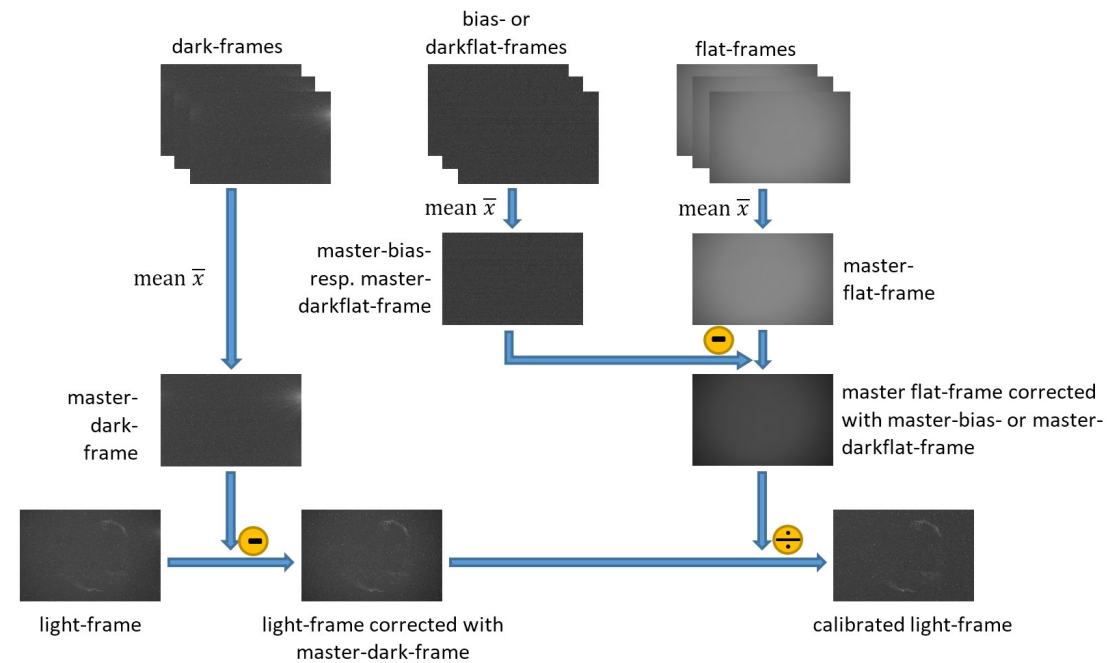 bias- or
dark-frames
darkflat-frames
flat-frames
mean x̅
mean x̅
master-bias-
resp. master-
darkflat-frame
master-
flat-frame
mean x̅
-
master-
dark-
frame
master flat-frame corrected
with master-bias- or master-
darkflat-frame
-
÷
light-frame
light-frame corrected with
master-dark-frame
calibrated light-frame